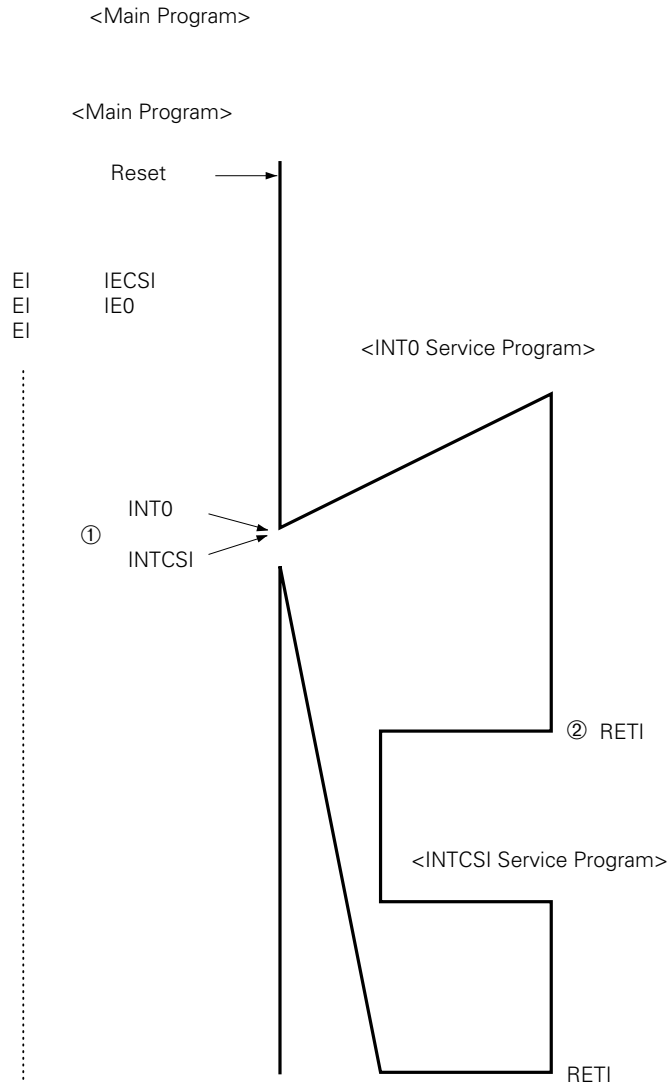 <Main Program>
<Main Program>
Reset
EI IECSI
EI IE0
EI
<INT0 Service Program>
INT0
①
INTCSI
② RETI
<INTCSI Service Program>
RETI